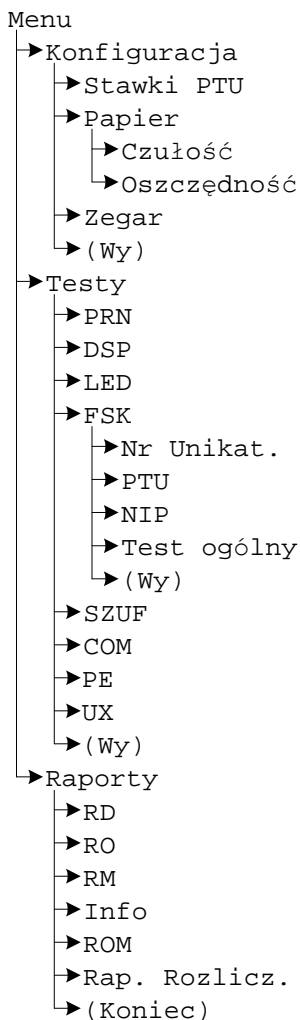 Menu
Konfiguracja
Stawki PTU
Papier
Czułość
Oszczędność
Zegar
(Wy)
Testy
PRN
DSP
LED
FSK
Nr Unikat.
PTU
NIP
Test ogólny
(Wy)
SZUF
COM
PE
UX
(Wy)
Raporty
RD
RO
RM
Info
ROM
Rap. Rozlicz.
(Koniec)